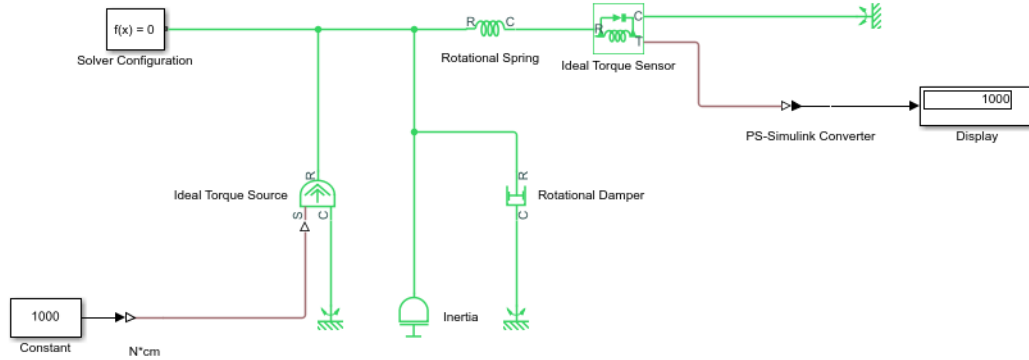 f(x) = 0
Solver Configuration
R
C
Rotational Spring
R
C
T
Ideal Torque Sensor
1000
Display
PS-Simulink Converter
Ideal Torque Source
R
S
C
R
C
Rotational Damper
Inertia
1000
Constant
N*cm